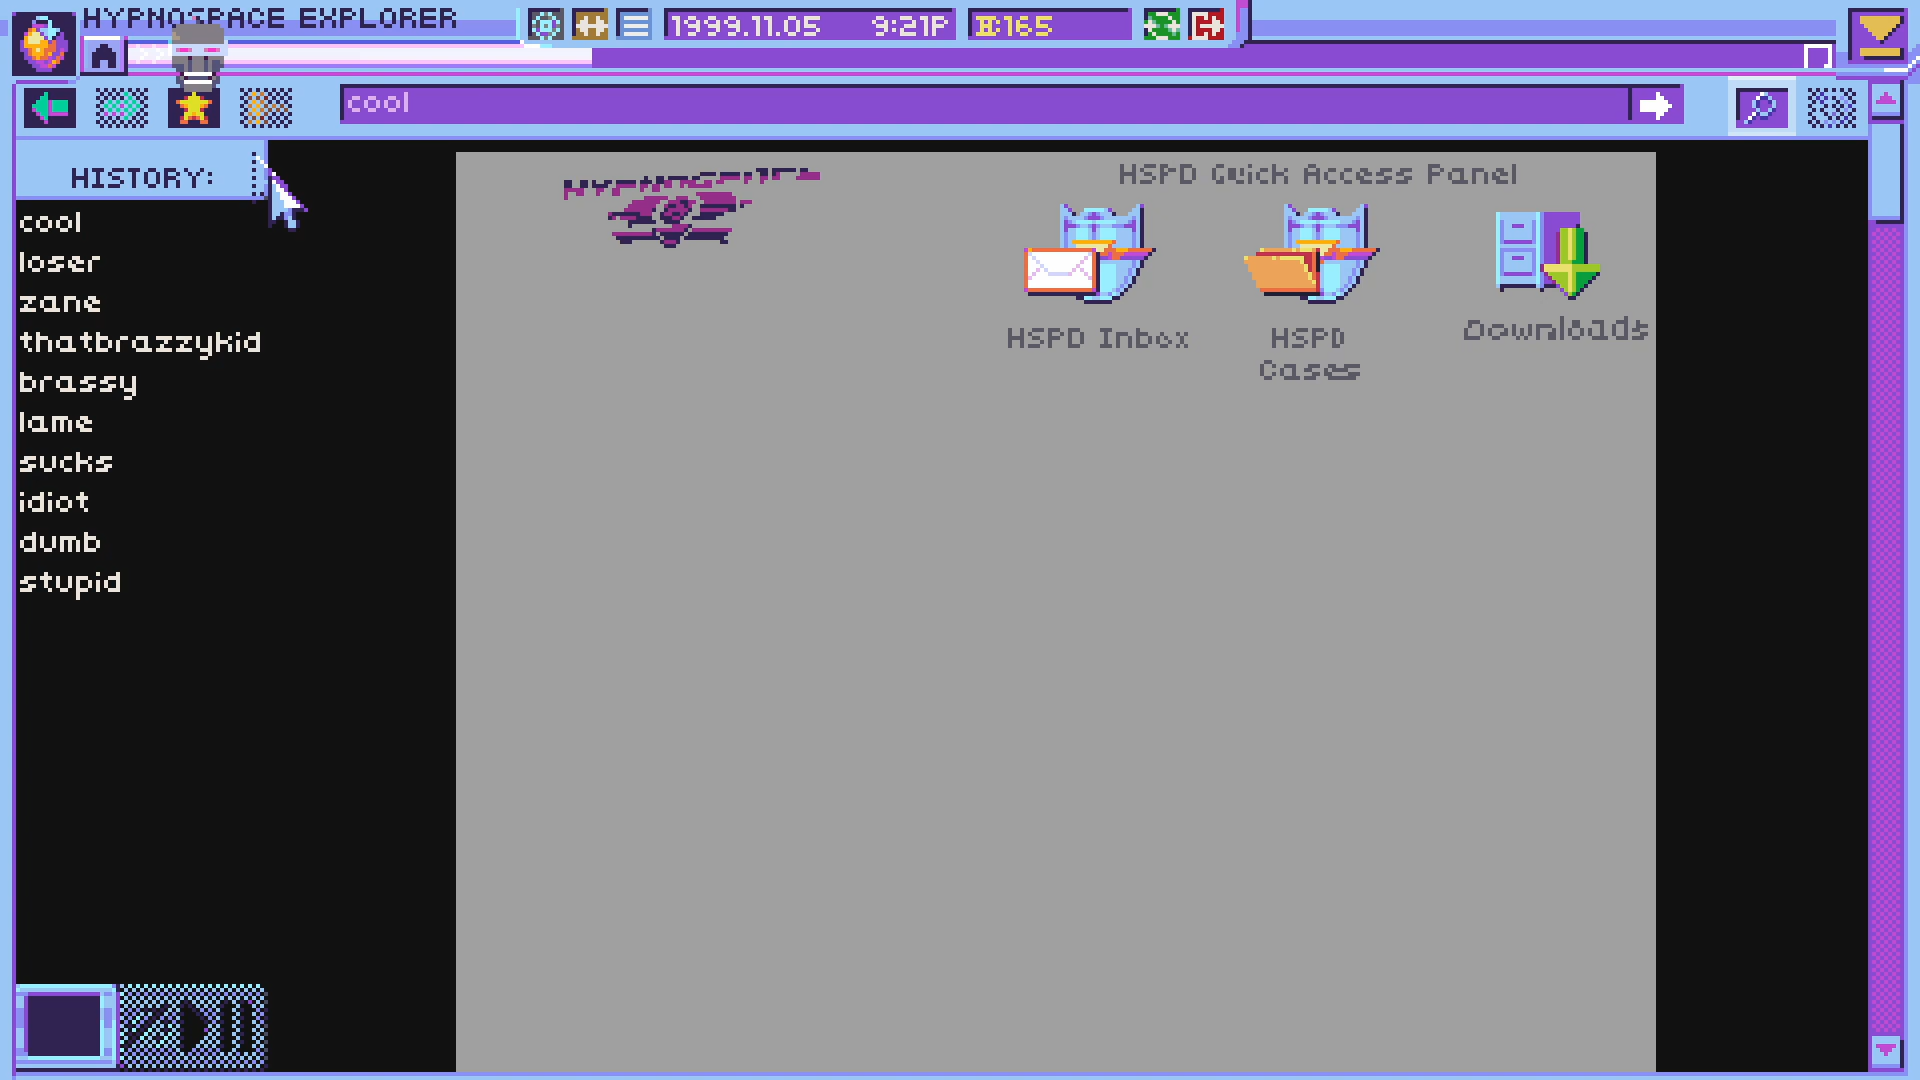 HYPNOSPACE EXPLORER
1999.11.05 9:21P
165
cool
HISTORY:
cool
loser
zane
thatbrazzykid
brassy
lame
sucks
idiot
dumb
stupid
HSPD Quick Access Panel
HSPD Inbox
HSPD
Cases
Downloads